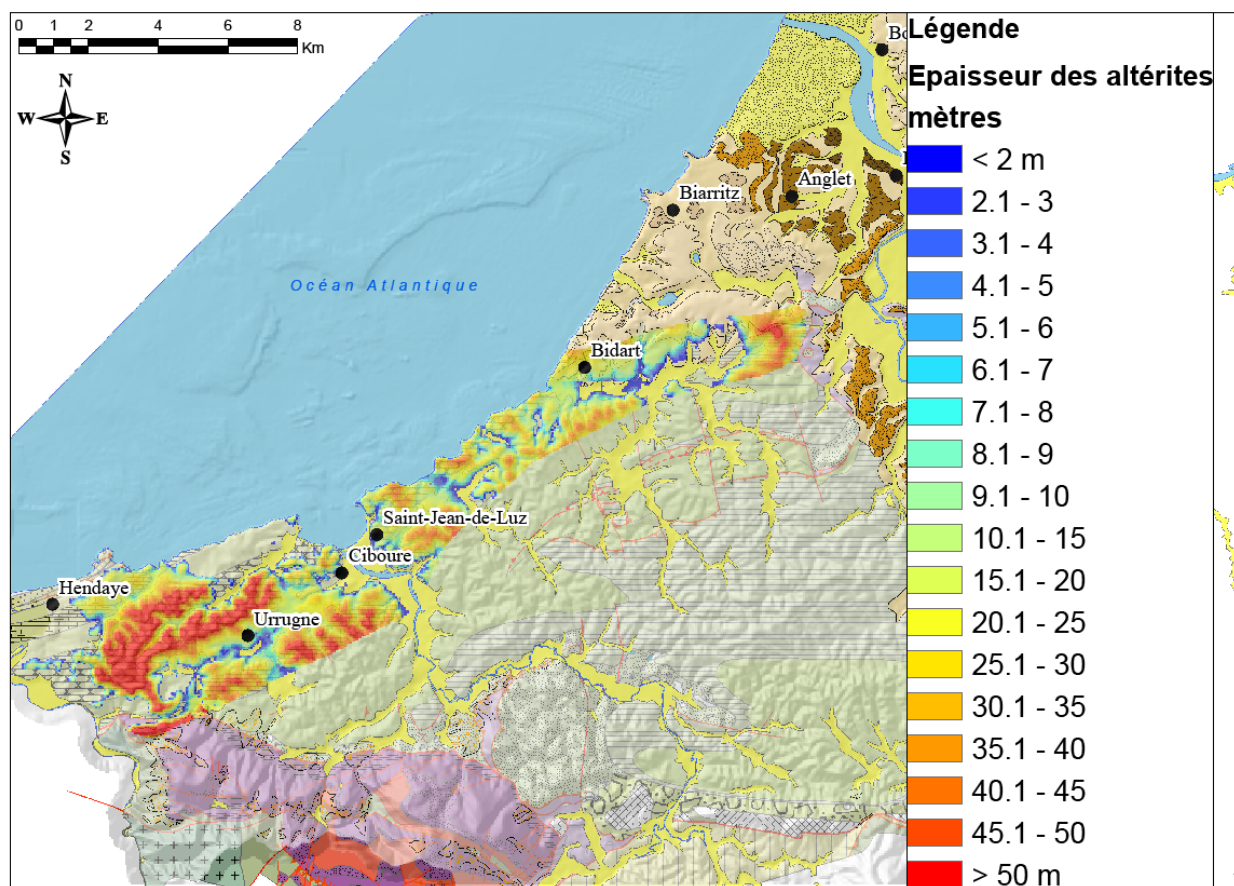 0 1 2 4 6 8
Km
N
W E
S
Océan Atlantique
Biarritz
Anglet
Bidart
Saint-Jean-de-Luz
Ciboure
Hendaye
Urrugne
Légende
Epaisseur des altérites
mètres
< 2 m
2.1 - 3
3.1 - 4
4.1 - 5
5.1 - 6
6.1 - 7
7.1 - 8
8.1 - 9
9.1 - 10
10.1 - 15
15.1 - 20
20.1 - 25
25.1 - 30
30.1 - 35
35.1 - 40
40.1 - 45
45.1 - 50
> 50 m